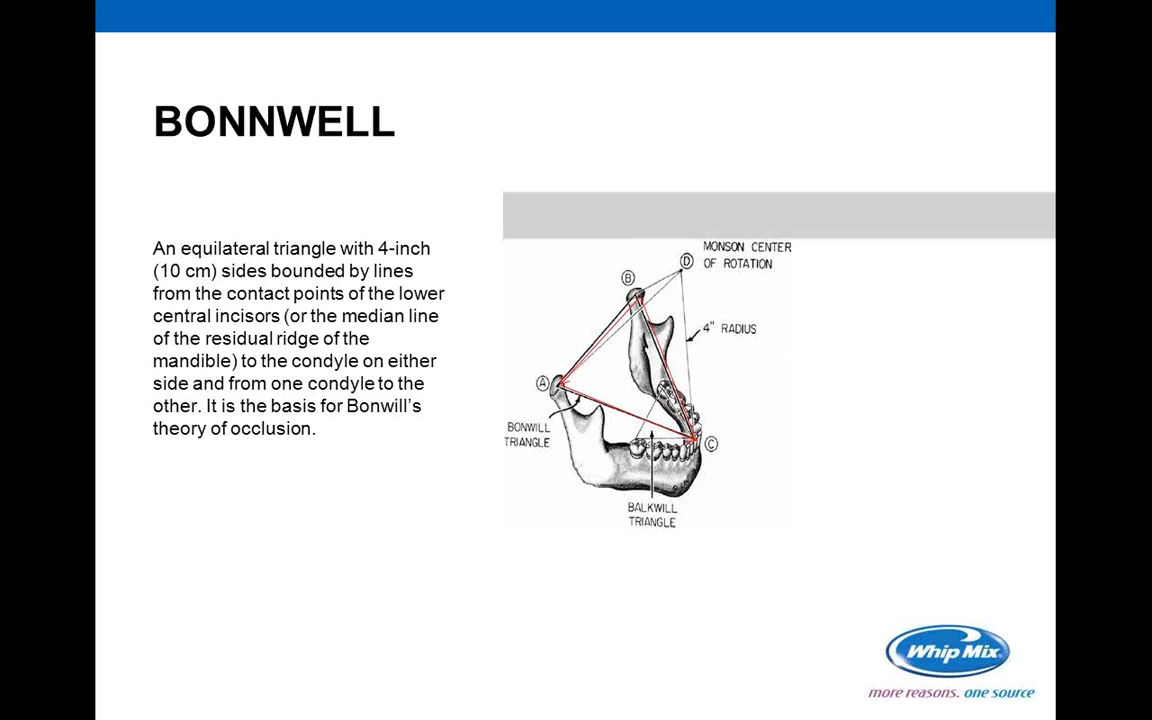 BONNWELL
An equilateral triangle with 4-inch
(10 cm) sides bounded by lines
from the contact points of the lower
central incisors (or the median line
of the residual ridge of the
mandible) to the condyle on either
side and from one condyle to the
other. It is the basis for Bonwill’s
theory of occlusion.
MONSON CENTER
OF ROTATION
D
B
4" RADIUS
A
BONWILL
TRIANGLE
C
BALKWILL
TRIANGLE
Whip Mix
more reasons. one source